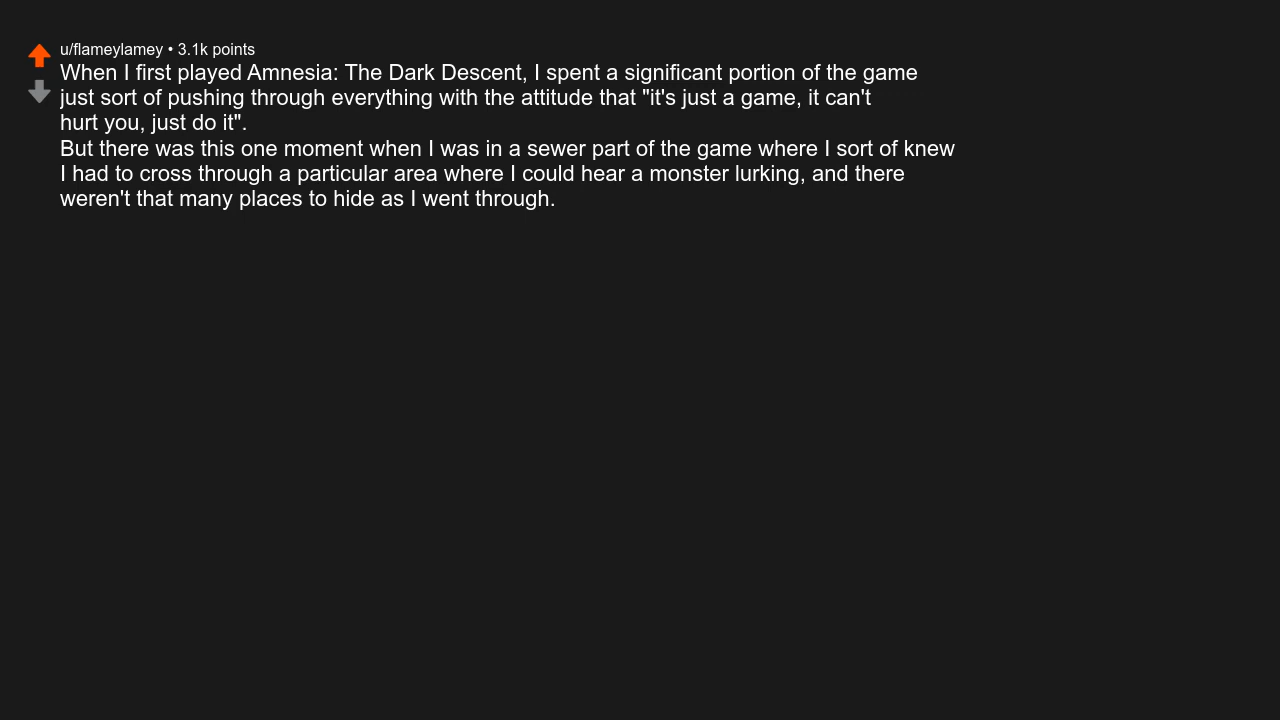 u/flameylamey • 3.1k points
When I first played Amnesia: The Dark Descent, I spent a significant portion of the game
just sort of pushing through everything with the attitude that "it's just a game, it can't
hurt you, just do it".
But there was this one moment when I was in a sewer part of the game where I sort of knew
I had to cross through a particular area where I could hear a monster lurking, and there
weren't that many places to hide as I went through.